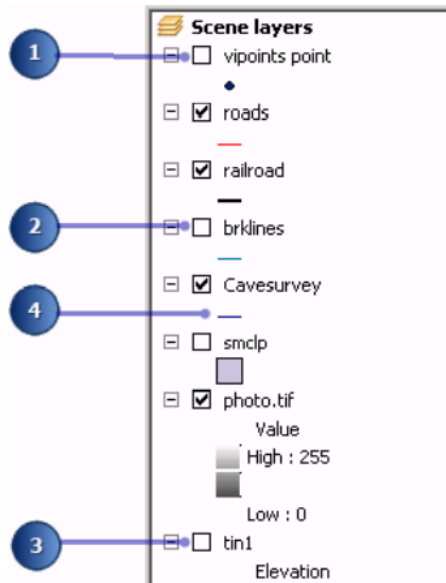 Scene layers
1
vipoints point
roads
railroad
2
brklines
Cavesurvey
4
smclp
photo.tif
Value
High : 255
Low : 0
3
tin1
Elevation